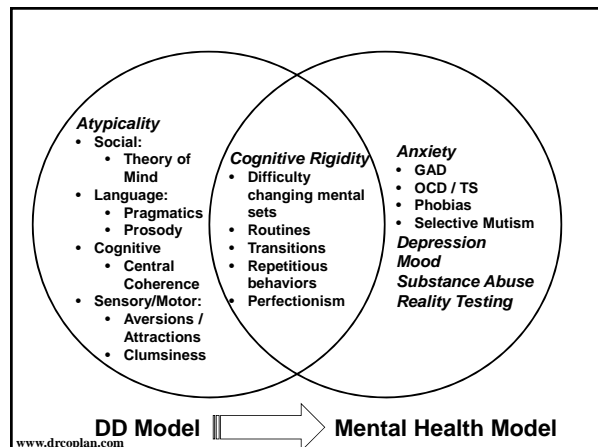 Atypicality
• Social:
• Theory of
Mind
• Language:
• Pragmatics
• Prosody
• Cognitive
• Central
Coherence
• Sensory/Motor:
• Aversions /
Attractions
• Clumsiness
Cognitive Rigidity
• Difficulty
changing mental
sets
• Routines
• Transitions
• Repetitious
behaviors
• Perfectionism
Anxiety
• GAD
• OCD / TS
• Phobias
• Selective Mutism
Depression
Mood
Substance Abuse
Reality Testing
DD Model
Mental Health Model
www.drcoplan.com